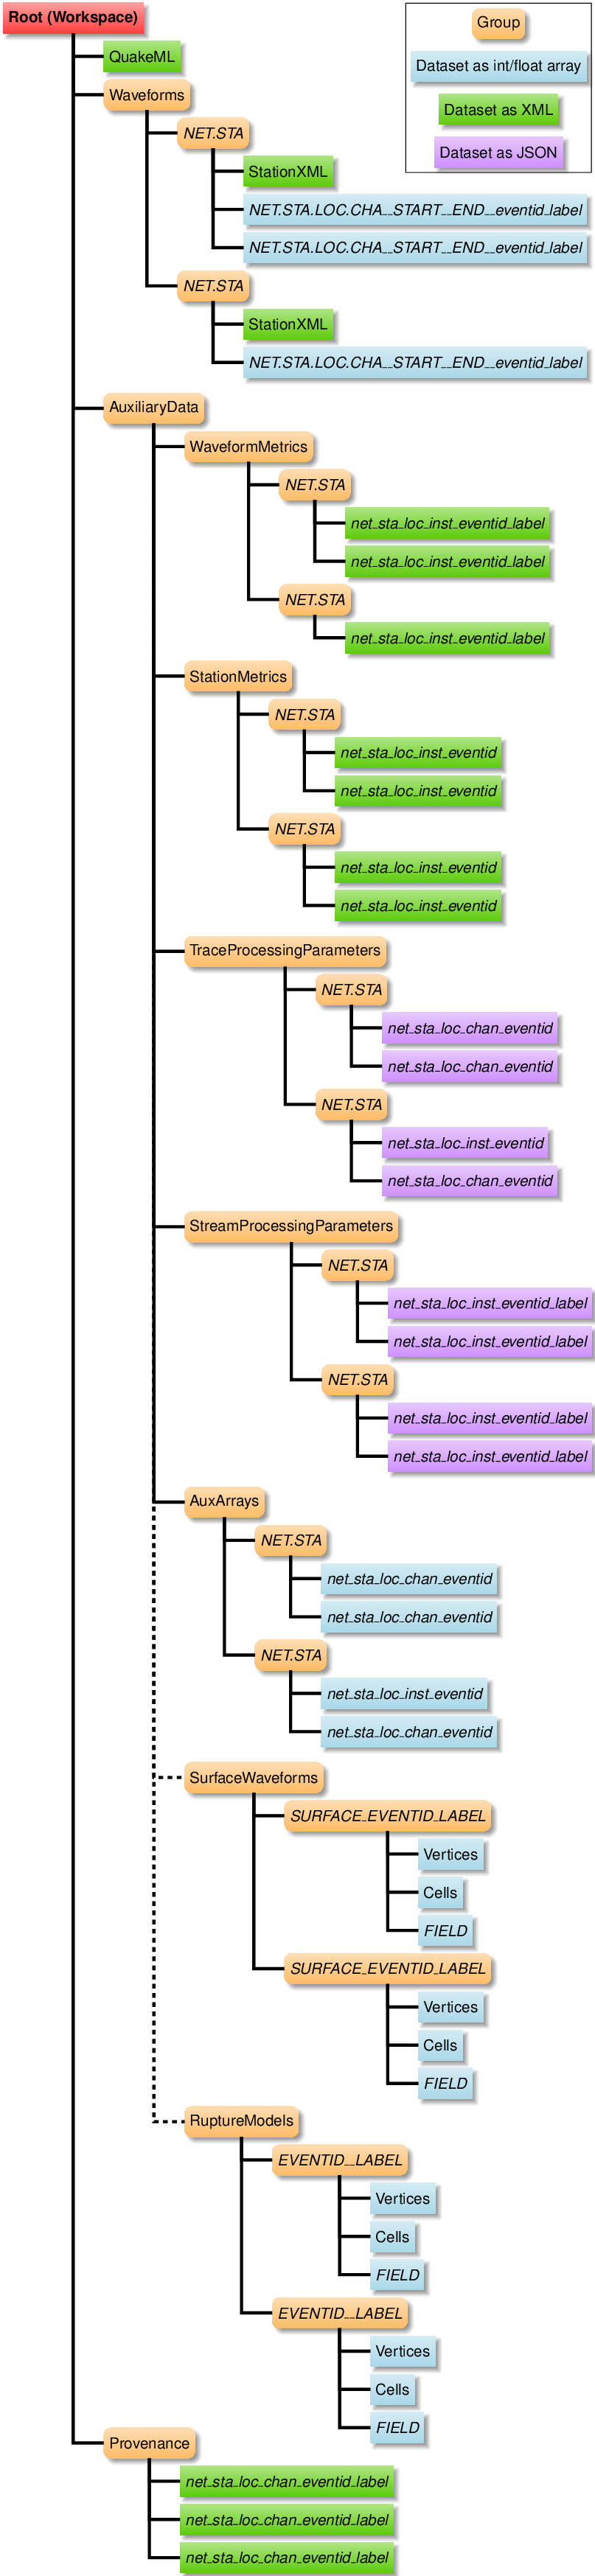 Root (Workspace)
Group
Dataset as int/float array
Dataset as XML
Dataset as JSON
QuakeML
Waveforms
NET.STA
StationXML
NET.STA.LOC.CHA__START__END__eventid_label
NET.STA.LOC.CHA__START__END__eventid_label
NET.STA
StationXML
NET.STA.LOC.CHA__START__END__eventid_label
AuxiliaryData
WaveformMetrics
NET.STA
net_sta_loc_inst_eventid_label
net_sta_loc_inst_eventid_label
NET.STA
net_sta_loc_inst_eventid_label
StationMetrics
NET.STA
net_sta_loc_inst_eventid
net_sta_loc_inst_eventid
NET.STA
net_sta_loc_inst_eventid
net_sta_loc_inst_eventid
TraceProcessingParameters
NET.STA
net_sta_loc_chan_eventid
net_sta_loc_chan_eventid
NET.STA
net_sta_loc_inst_eventid
net_sta_loc_chan_eventid
StreamProcessingParameters
NET.STA
net_sta_loc_inst_eventid_label
net_sta_loc_inst_eventid_label
NET.STA
net_sta_loc_inst_eventid_label
net_sta_loc_inst_eventid_label
AuxArrays
NET.STA
net_sta_loc_chan_eventid
net_sta_loc_chan_eventid
NET.STA
net_sta_loc_inst_eventid
net_sta_loc_chan_eventid
SurfaceWaveforms
SURFACE_EVENTID_LABEL
Vertices
Cells
FIELD
SURFACE_EVENTID_LABEL
Vertices
Cells
FIELD
RuptureModels
EVENTID__LABEL
Vertices
Cells
FIELD
EVENTID__LABEL
Vertices
Cells
FIELD
Provenance
net_sta_loc_chan_eventid_label
net_sta_loc_chan_eventid_label
net_sta_loc_chan_eventid_label